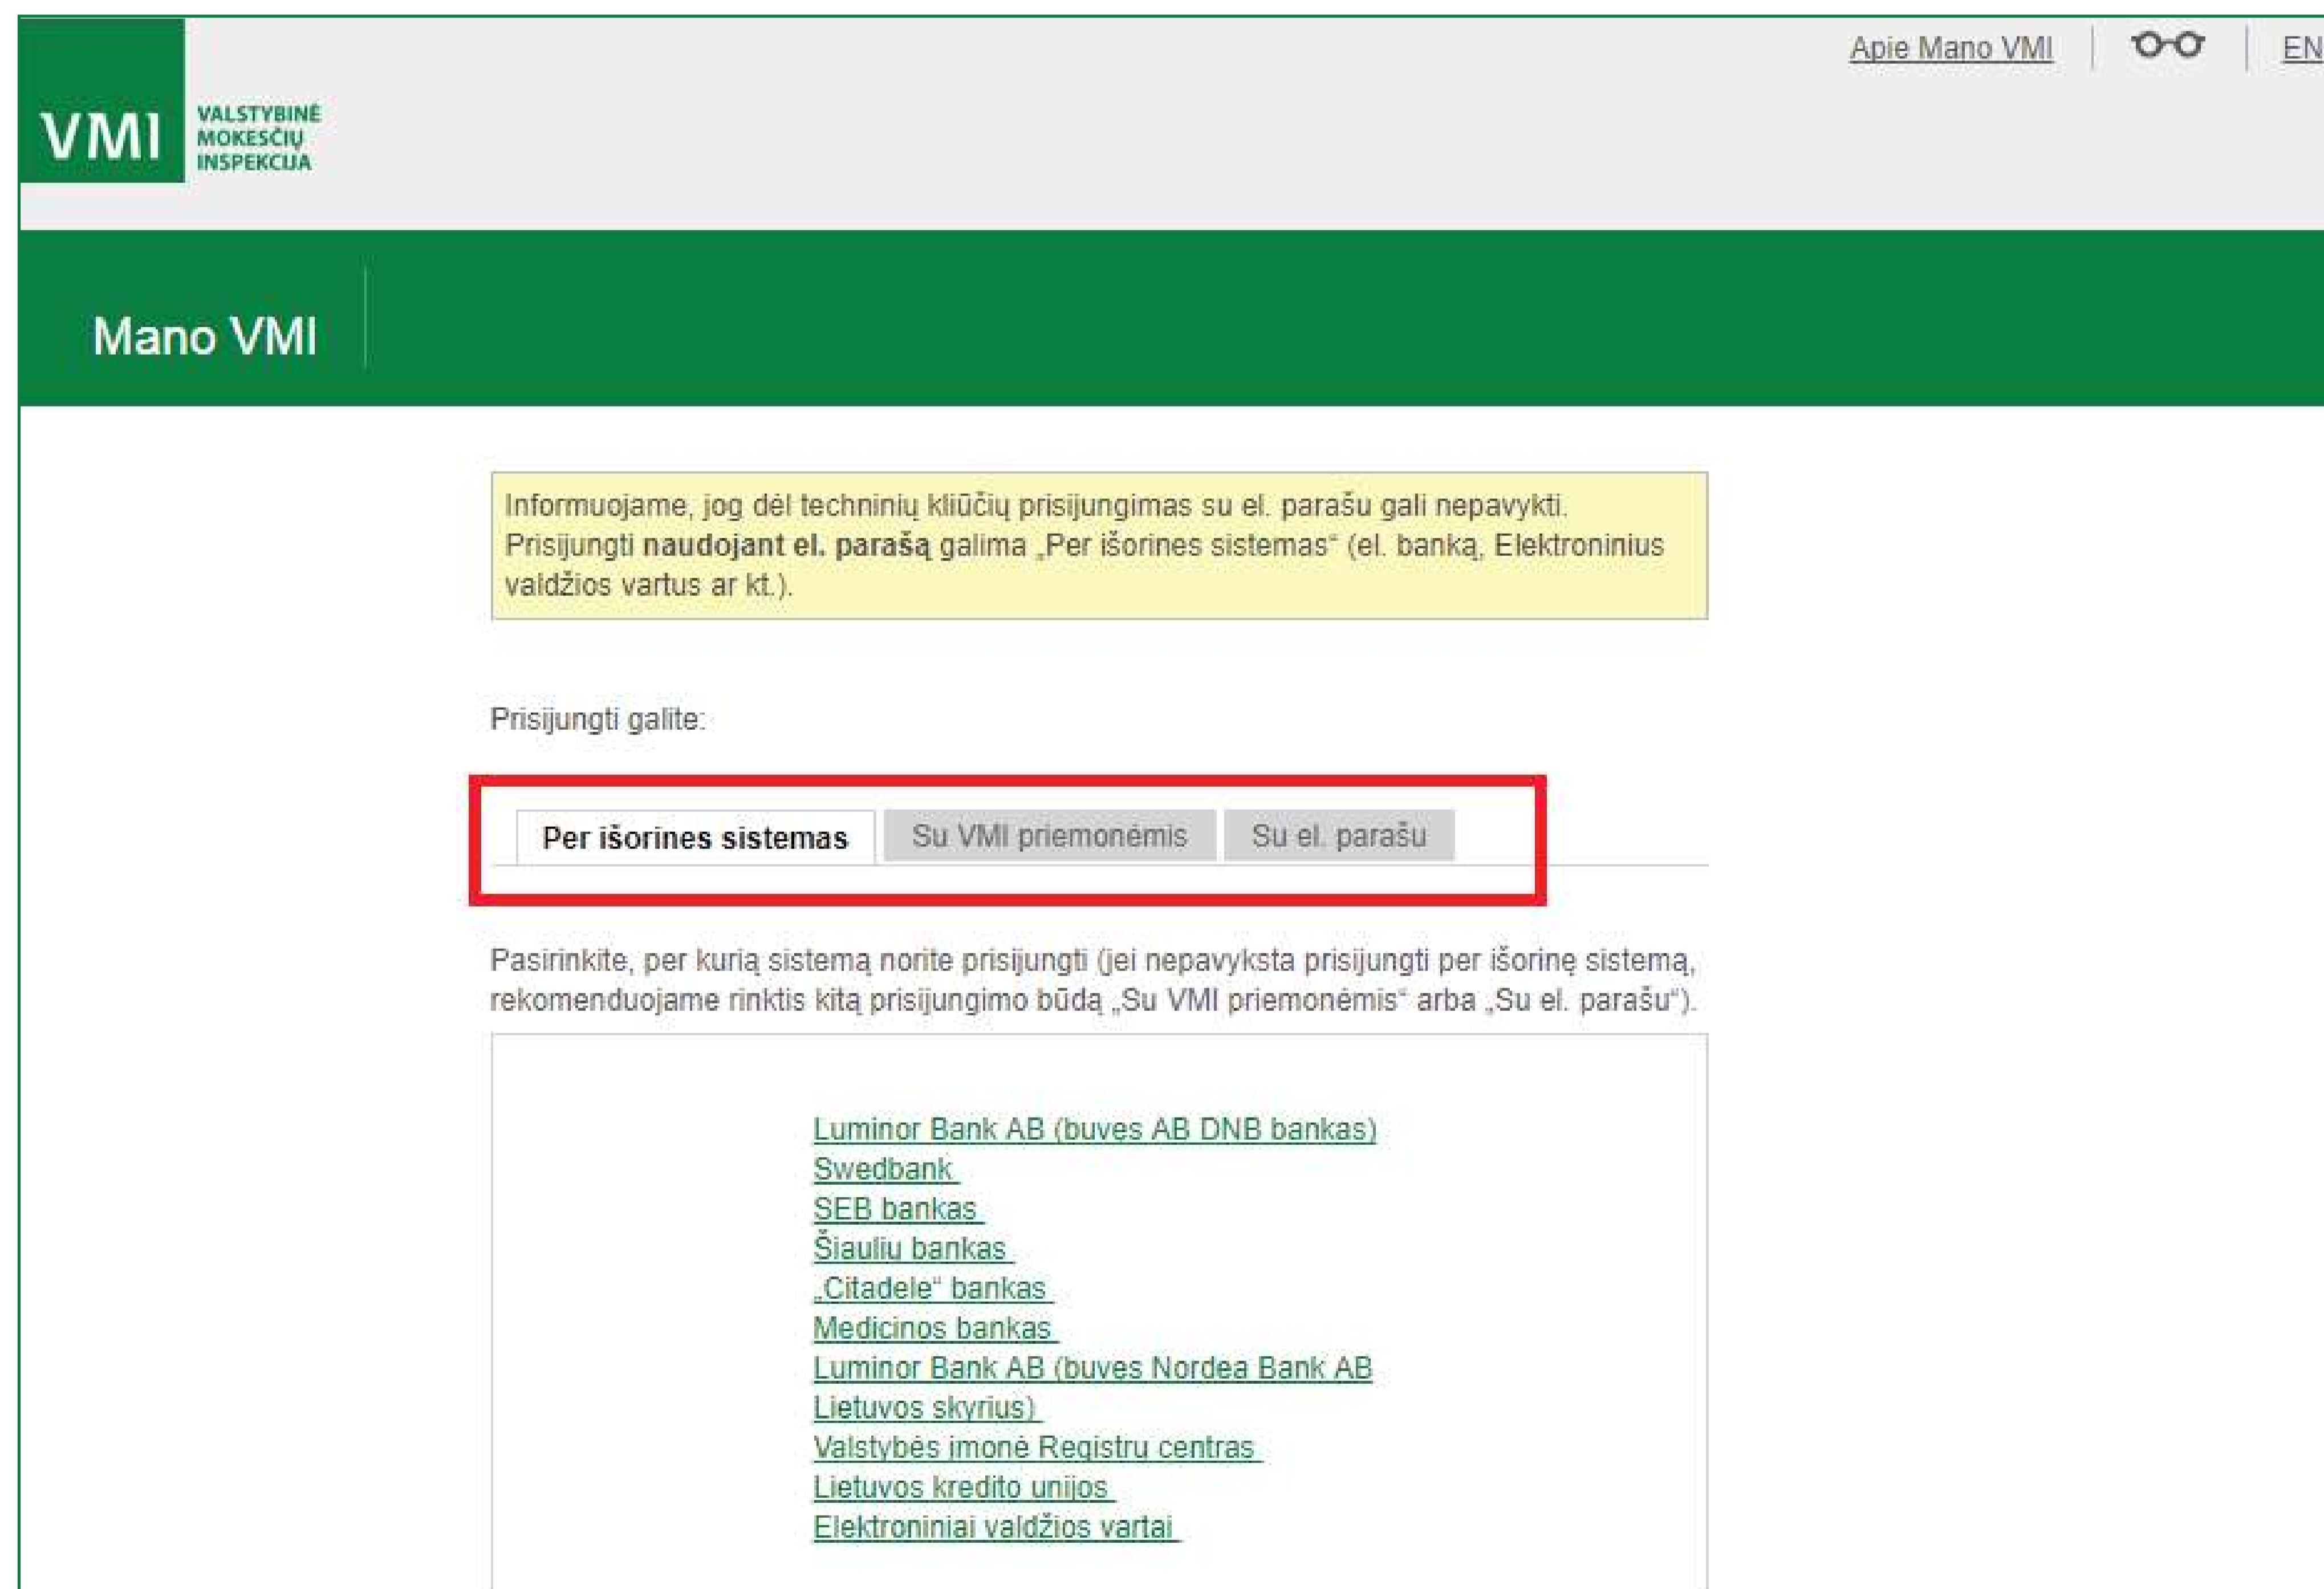 Apie Mano VMI
EN
VMI
VALSTYBINĖ
MOKESČIŲ
INSPEKCIJA
Mano VMI
Informuojame, jog dėl techninių kliūčių prisijungimas su el. parašu gali nepavykti.
Prisijungti naudojant el. parašą galima „Per išorines sistemas“ (el. banką, Elektroninius
valdžios vartus ar kt.).
Prisijungti galite:
Per išorines sistemas
Su VMI priemonėmis
Su el. parašu
Pasirinkite, per kurią sistemą norite prisijungti (jei nepavyksta prisijungti per išorinę sistemą,
rekomenduojame rinktis kitą prisijungimo būdą „Su VMI priemonėmis“ arba „Su el. parašu“).
Luminor Bank AB (buvęs AB DNB bankas)
Swedbank
SEB bankas
Šiaulių bankas
„Citadele“ bankas
Medicinos bankas
Luminor Bank AB (buvęs Nordea Bank AB
Lietuvos skyrius)
Valstybės įmonė Registrų centras
Lietuvos kredito unijos
Elektroniniai valdžios vartai